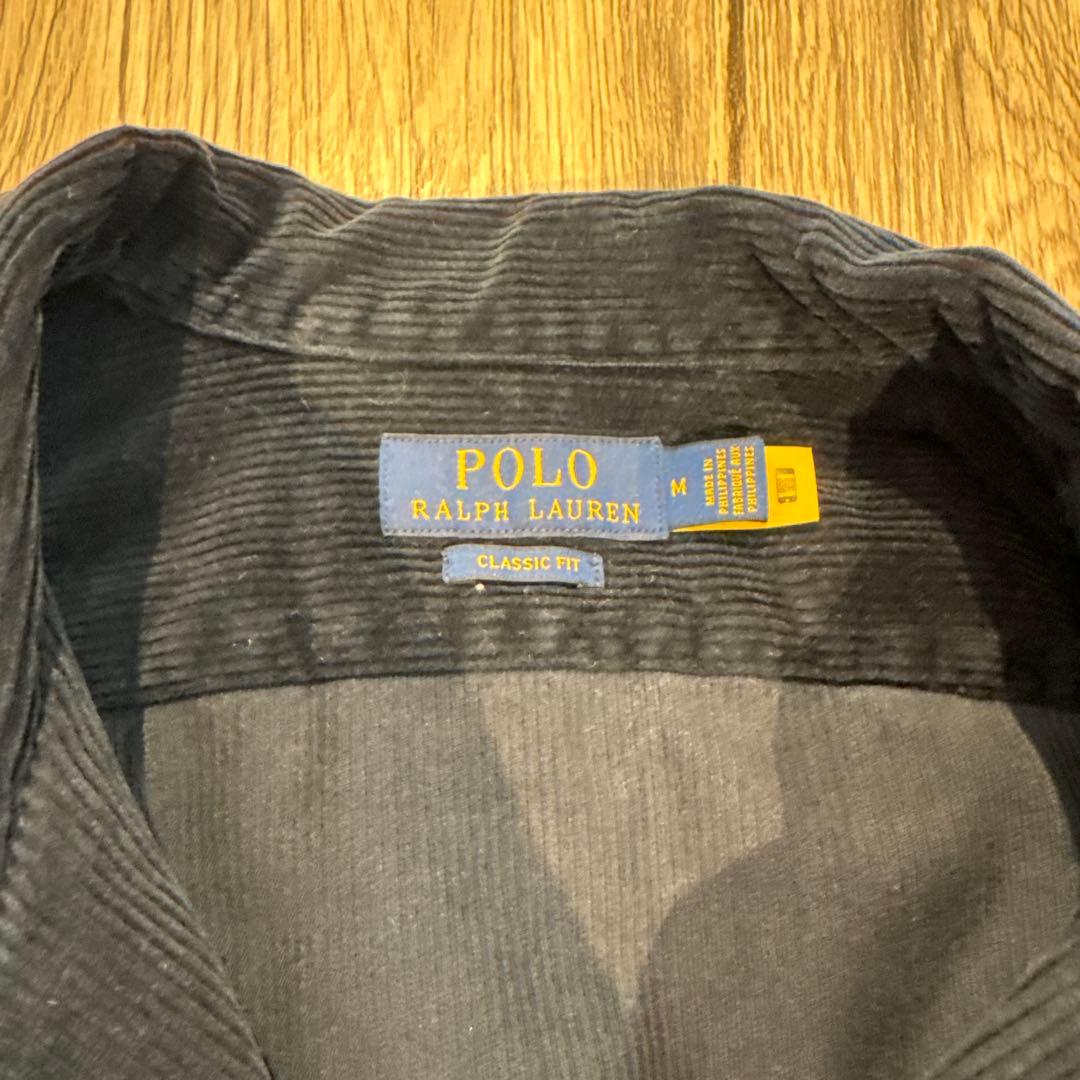 POLO
RALPH LAUREN
M
MADE IN
PHILIPPINES
FABRIQUÉ AUX
PHILIPPINES
CLASSIC FIT